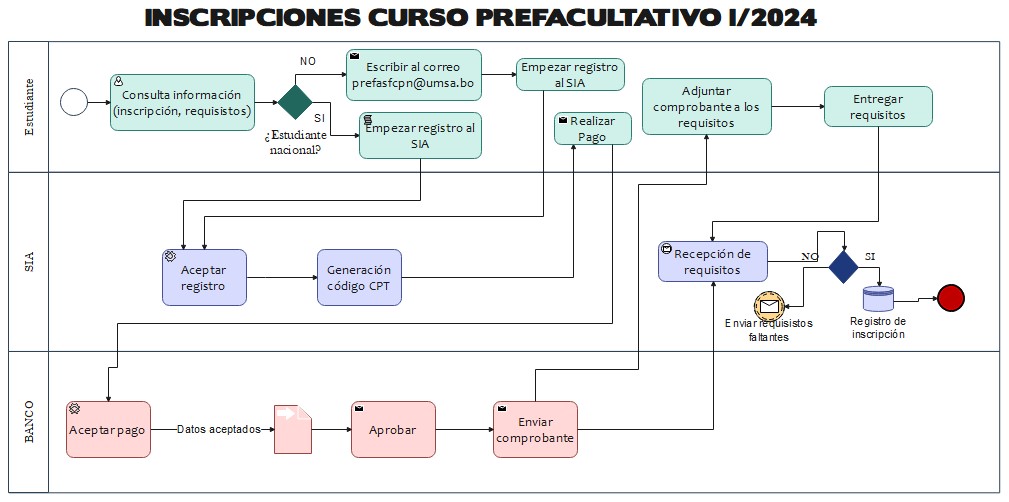 INSCRIPCIONES CURSO PREFACULTATIVO I/2024
Estudiante
Consulta información
(inscripción, requisistos)
NO
SI
¿Estudiante
nacional?
Escribir al correo
prefasfcpn@umsa.bo
Empezar registro al
SIA
Empezar registro
al SIA
Realizar
Pago
Adjuntar
comprobante a los
requisitos
Entregar
requisitos
SIA
Aceptar
registro
Generación
código CPT
Recepción de
requisitos
NO
SI
Enviar requisistos
faltantes
Registro de
inscripción
BANCO
Aceptar pago
Datos aceptados
Aprobar
Enviar
comprobante